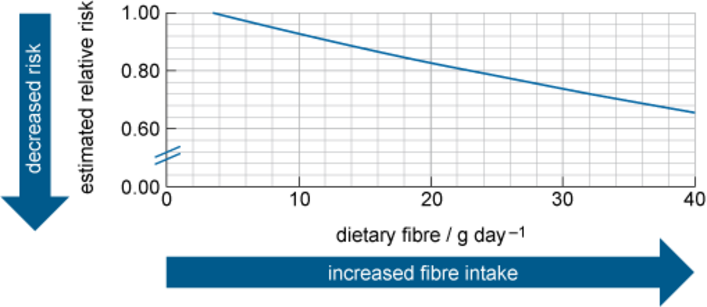 decreased risk
estimated relative risk
1.00
0.80
0.60
0.00
0 10 20 30 40
dietary fibre / g day⁻¹
increased fibre intake